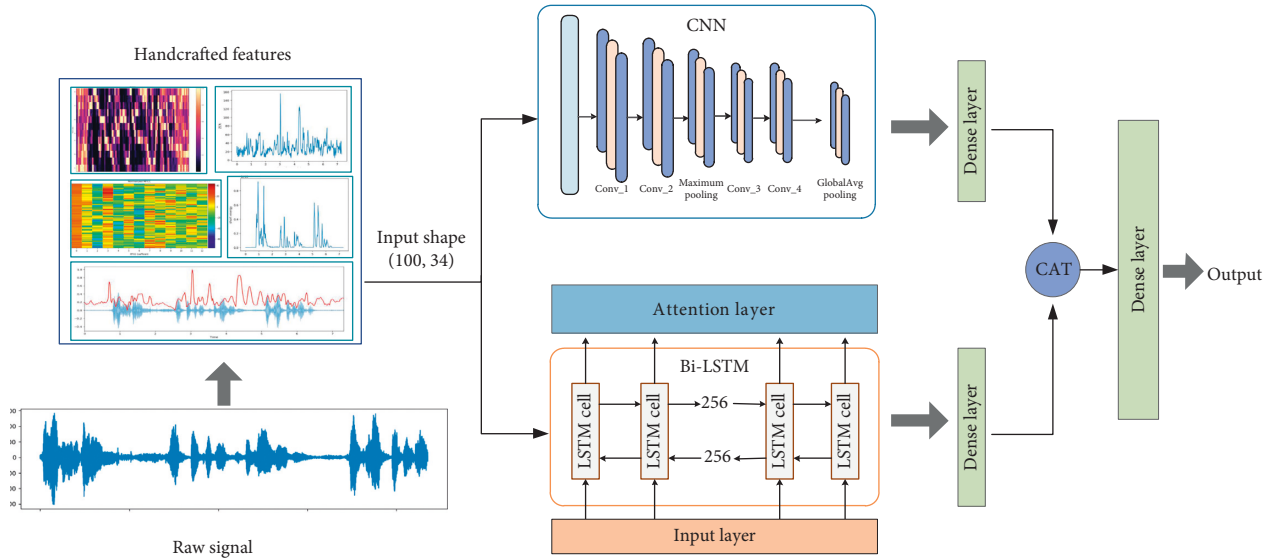 Handcrafted features
Input shape
(100, 34)
Raw signal
CNN
Conv_1
Conv_2
Maximum
pooling
Conv_3
Conv_4
GlobalAvg
pooling
Attention layer
Bi-LSTM
LSTM cell
LSTM cell
256
256
LSTM cell
LSTM cell
Input layer
Dense layer
Dense layer
CAT
Dense layer
Output